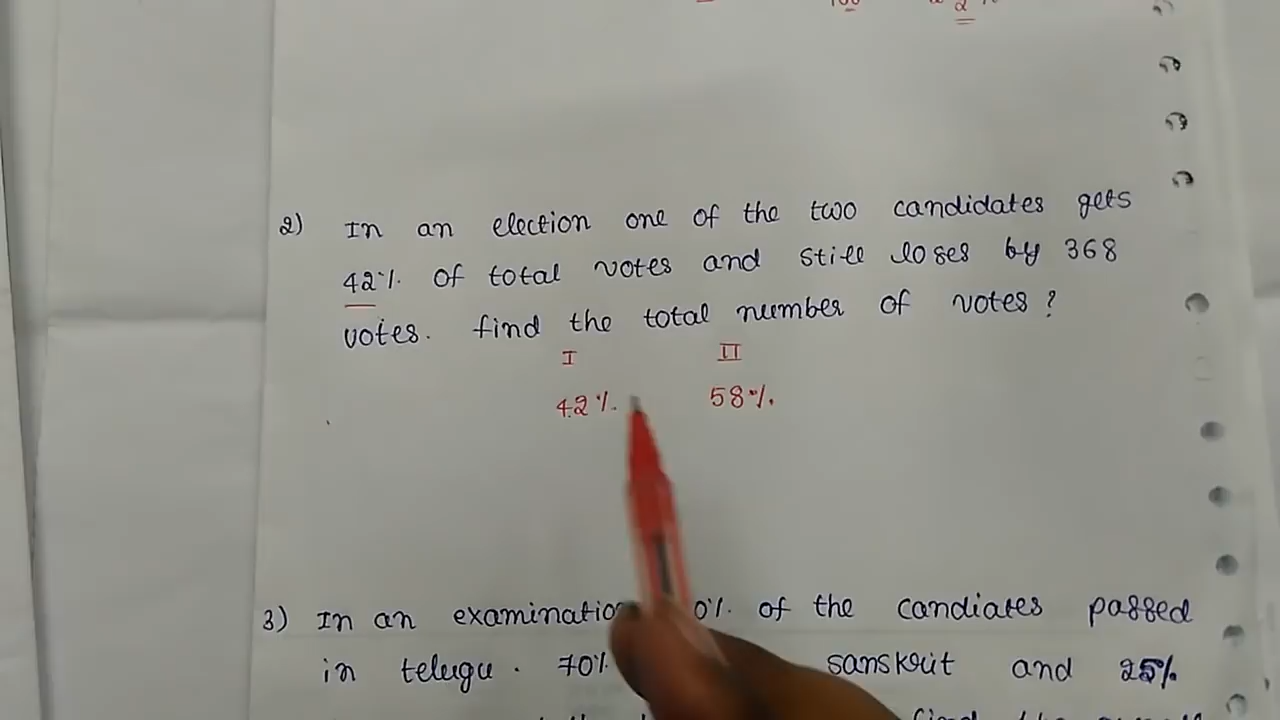 2) In an election one of the two candidates gets
42% of total votes and still loses by 368
votes. find the total number of votes?
I II
42% 58%
3) In an examination 0% of the candiates passed
in telugu. 70% sanskrit and 25%